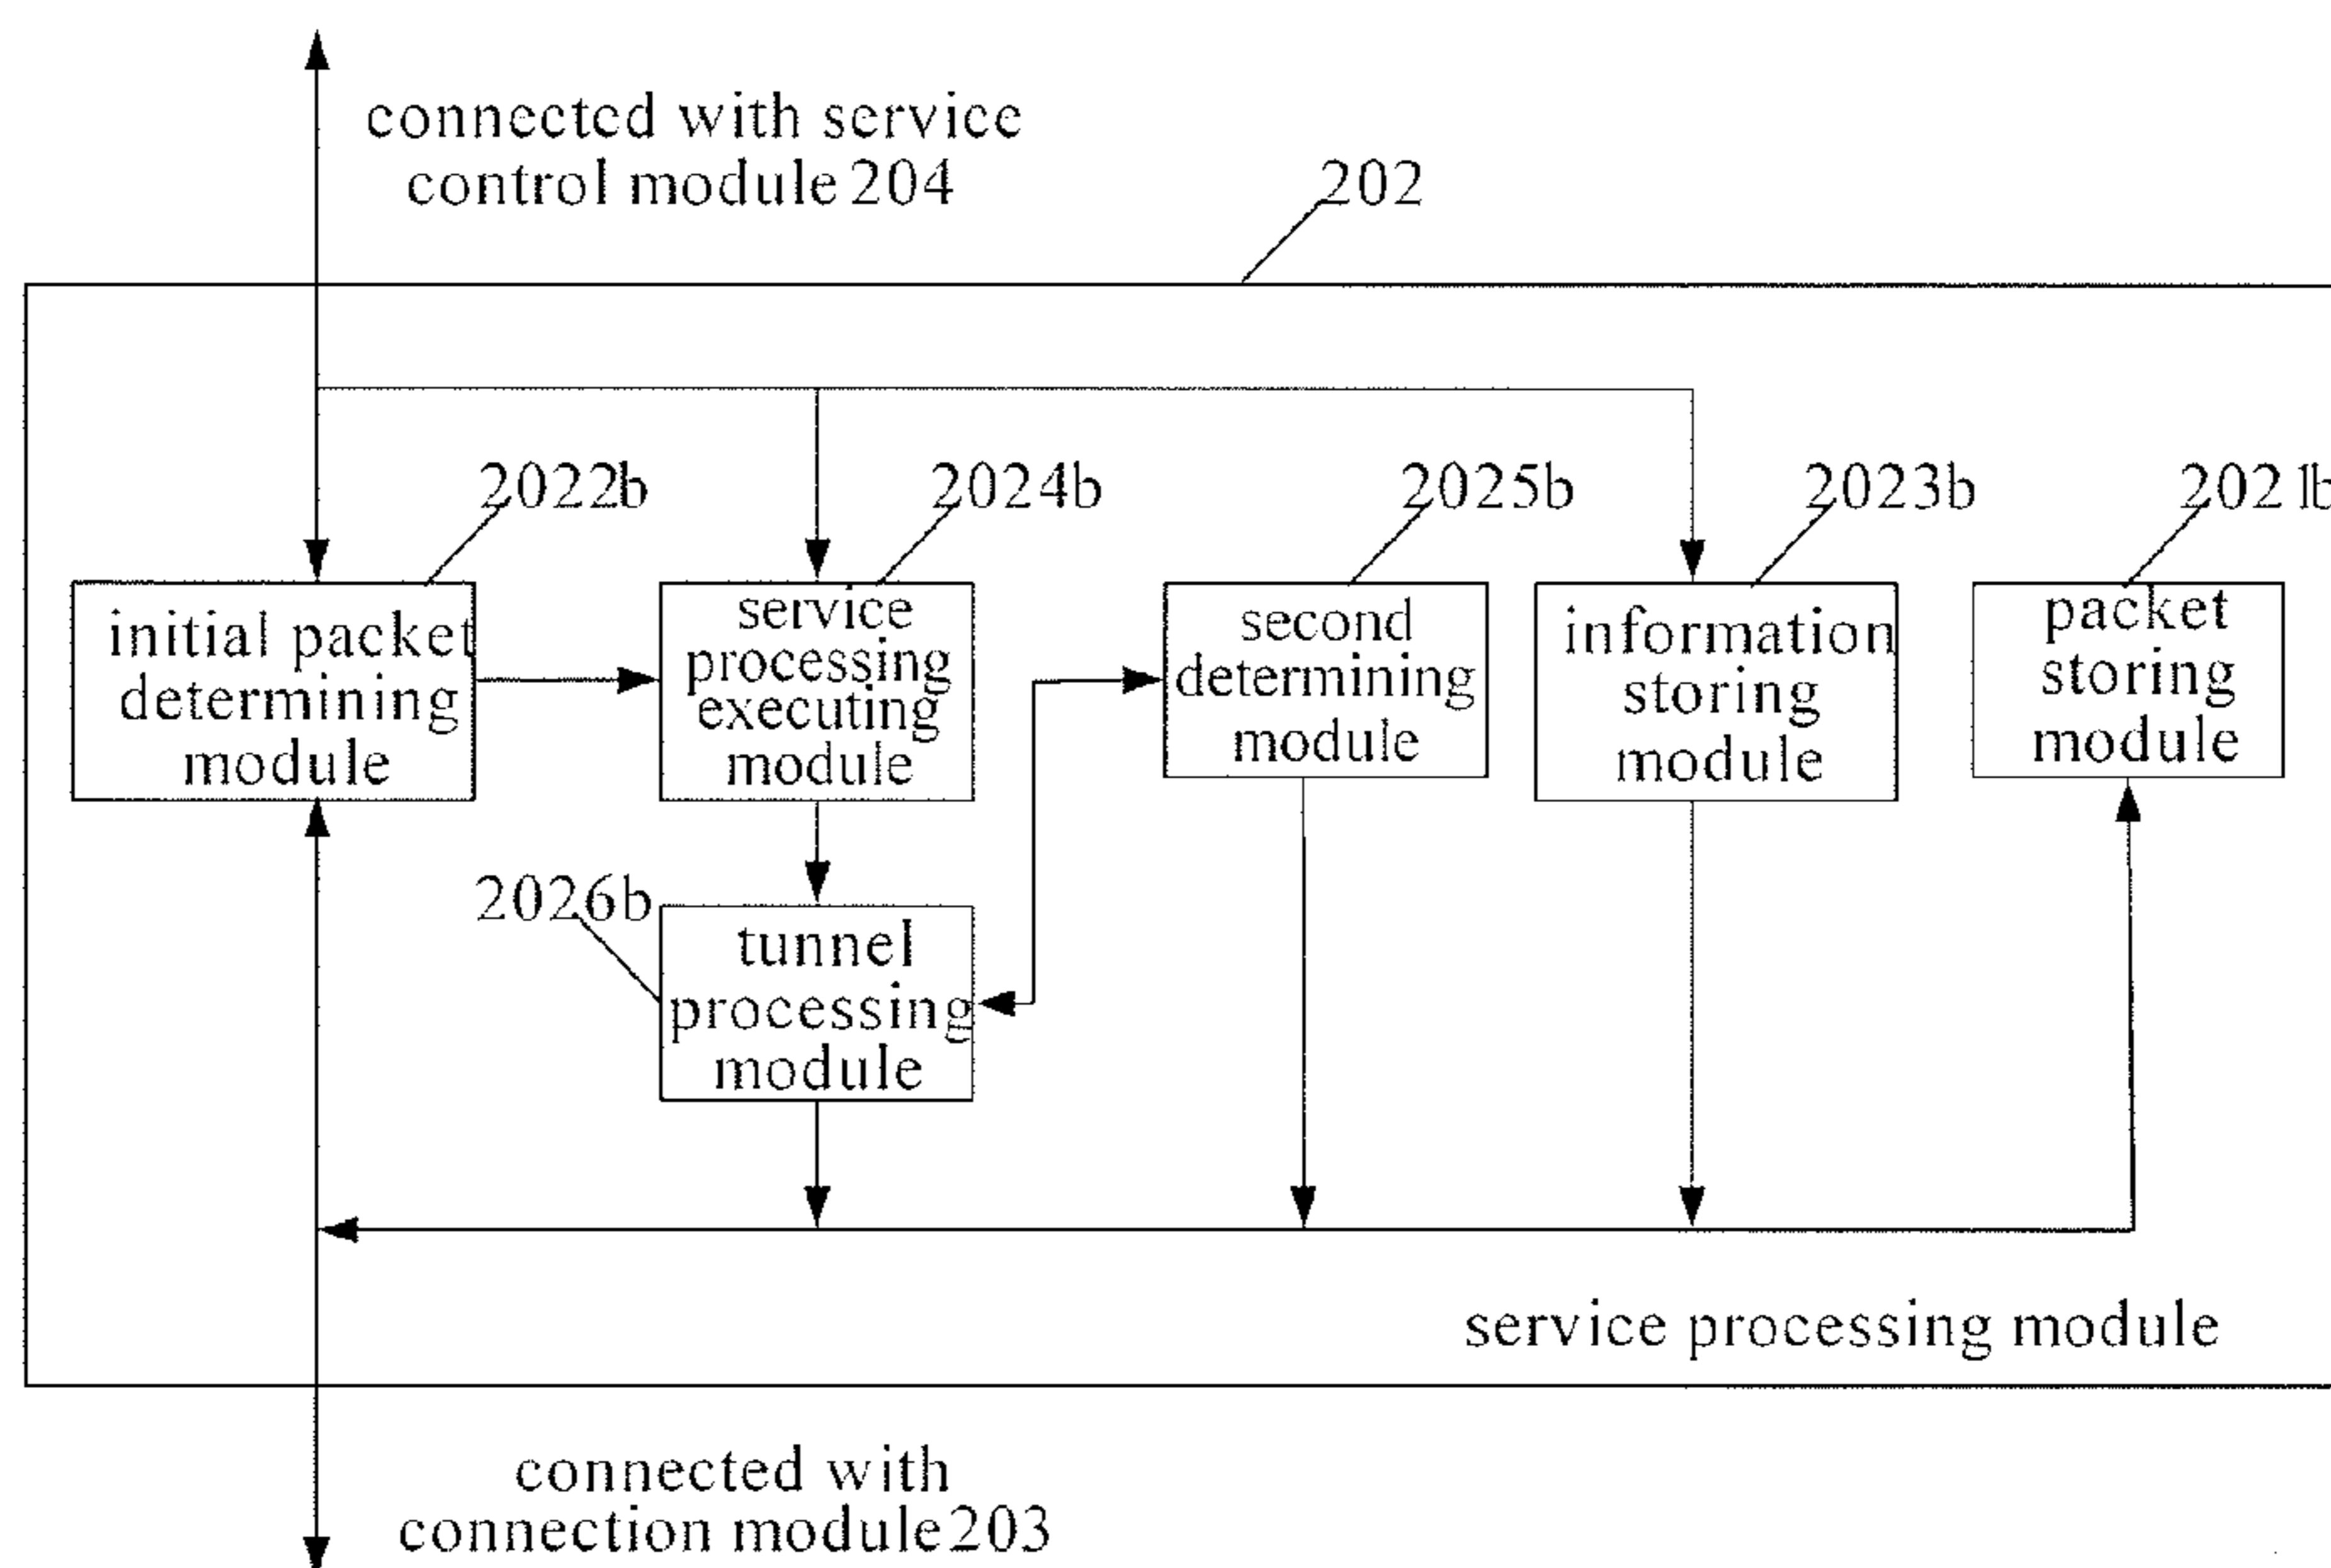 connected with service
control module 204
202
2022b
2024b
2025b
2023b
2021b
initial packet
determining
module
service
processing
executing
module
second
determining
module
information
storing
module
packet
storing
module
2026b
tunnel
processing
module
service processing module
connected with
connection module 203